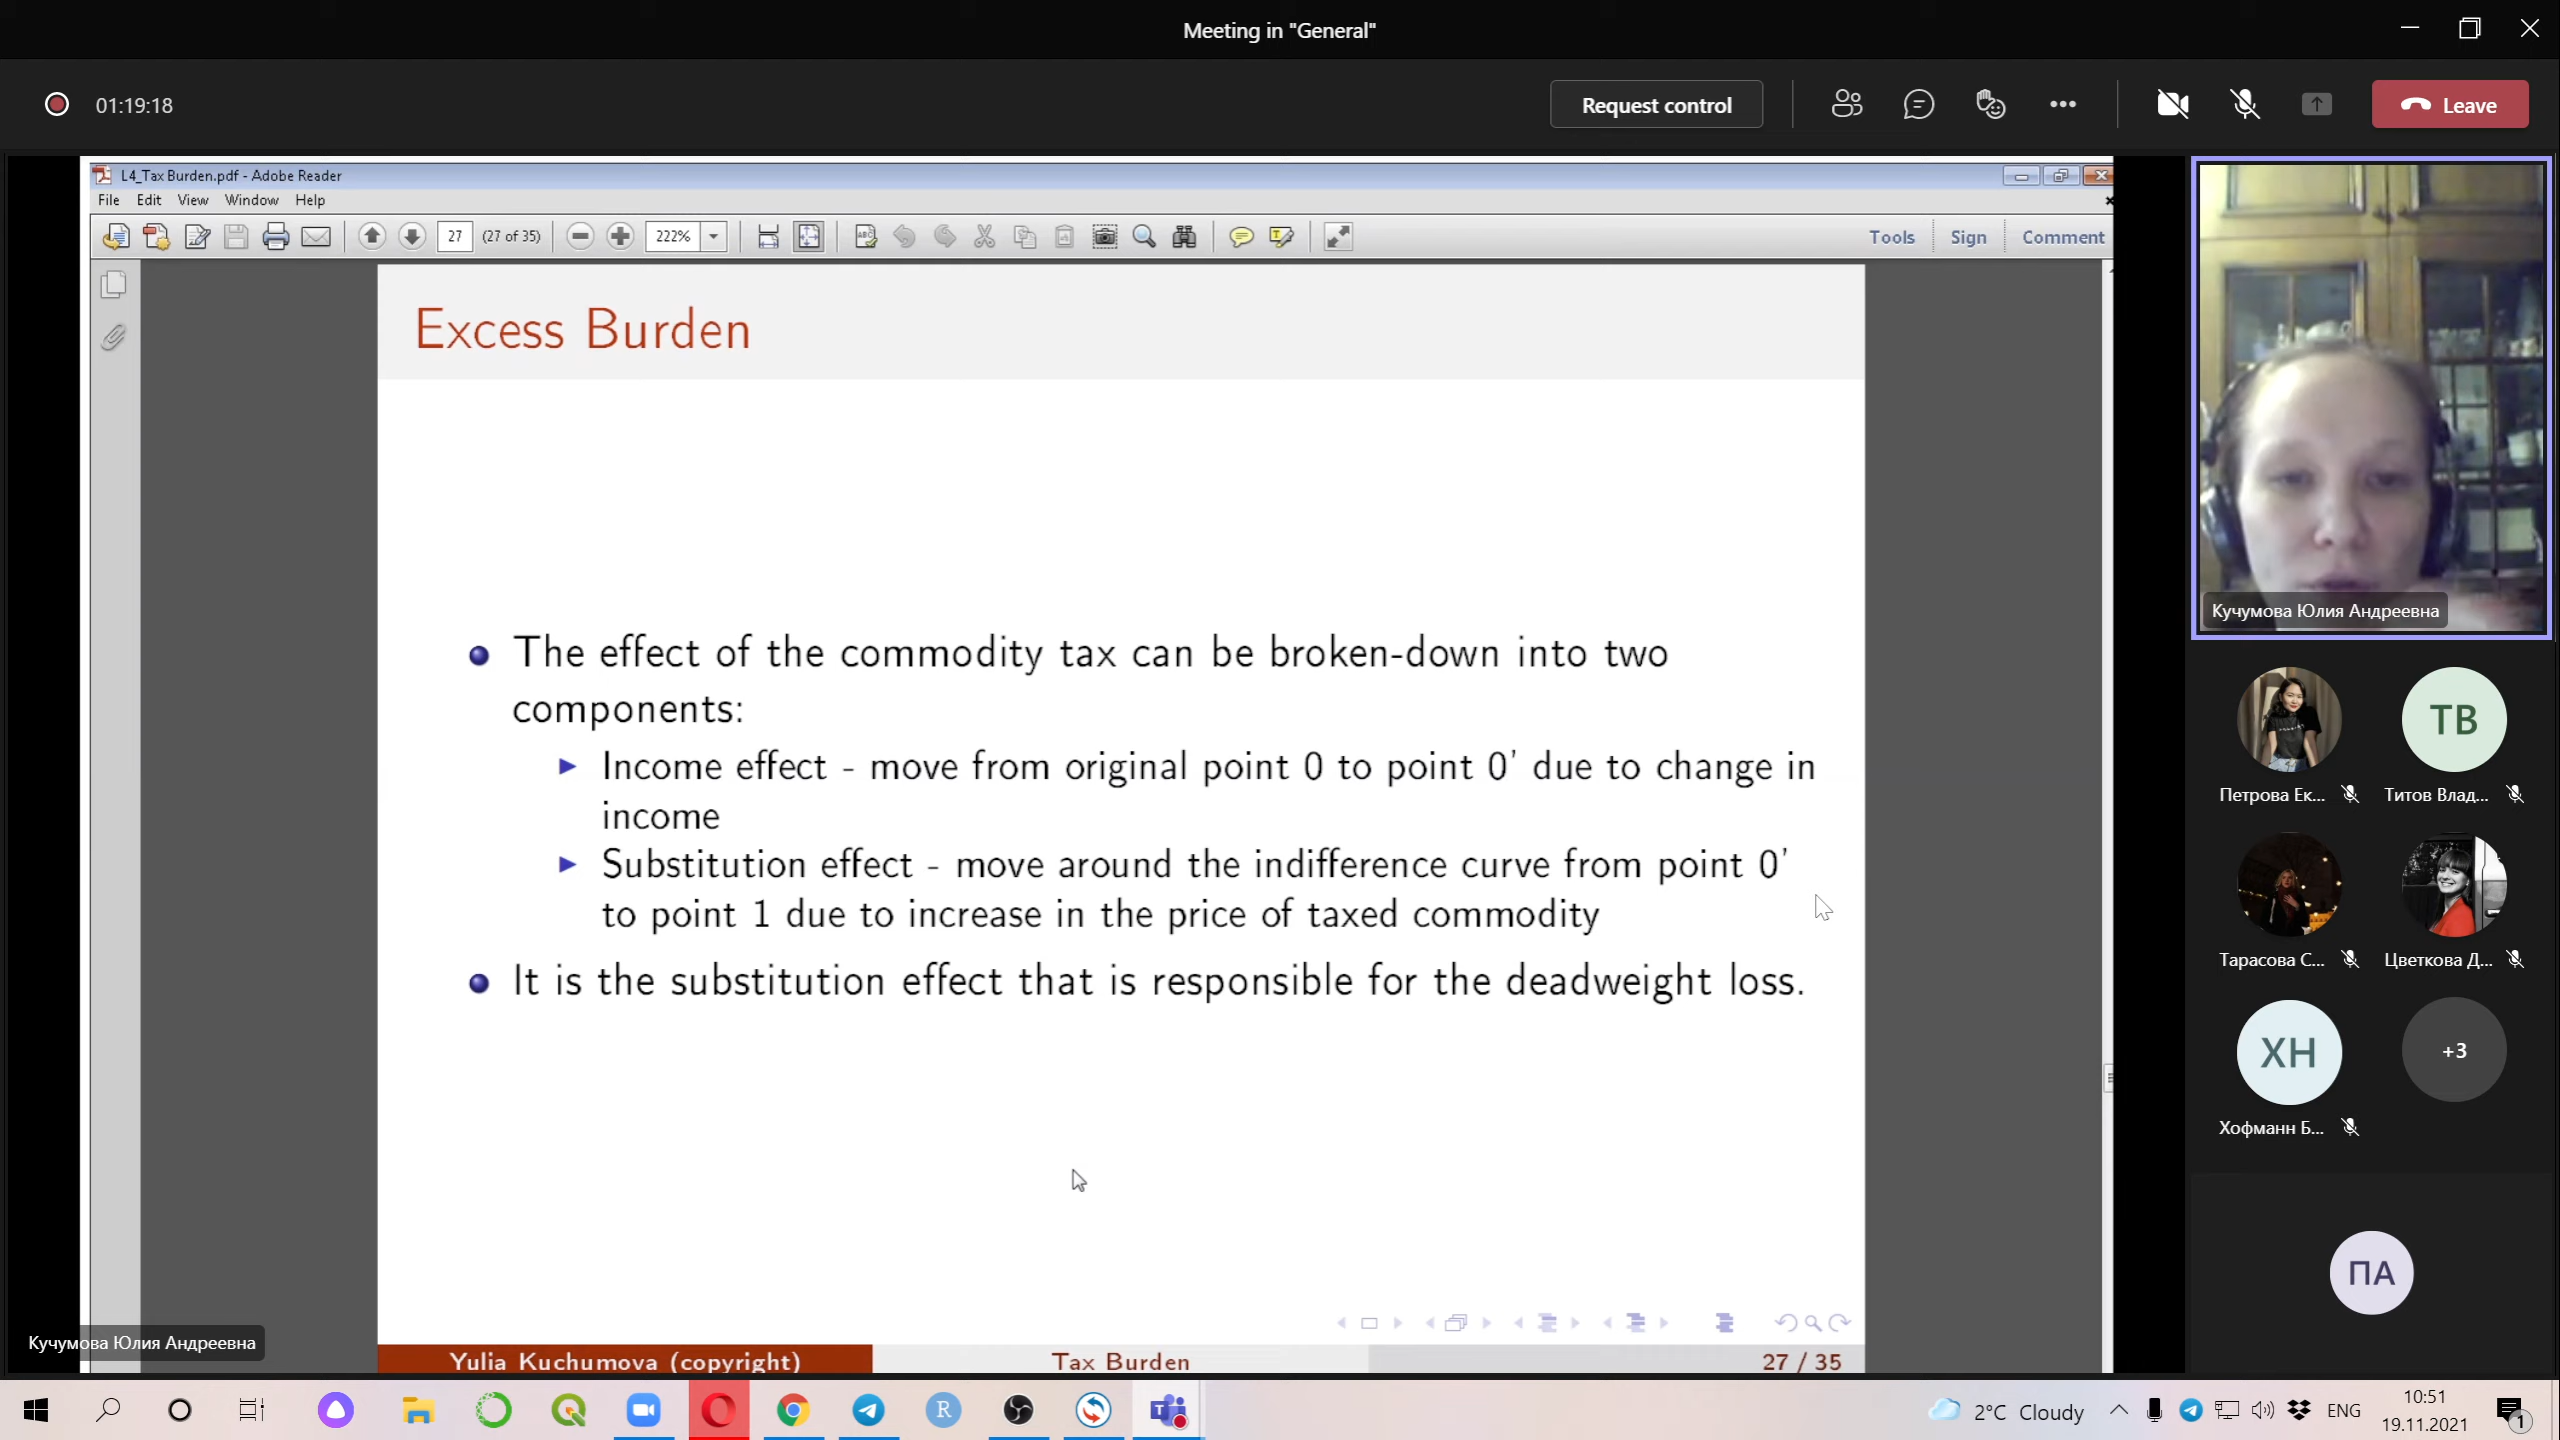 Meeting in "General"
01:19:18
Request control
Leave
L4_Tax Burden.pdf - Adobe Reader
File Edit View Window Help
27 (27 of 35) 222% Tools Sign Comment
Excess Burden
The effect of the commodity tax can be broken-down into two
components:
Income effect - move from original point 0 to point 0' due to change in
income
Substitution effect - move around the indifference curve from point 0'
to point 1 due to increase in the price of taxed commodity
It is the substitution effect that is responsible for the deadweight loss.
Yulia Kuchumova (copyright) Tax Burden 27 / 35
Кучумова Юлия Андреевна
Кучумова Юлия Андреевна
ТВ
Петрова Ек... Титов Влад...
Тарасова С... Цветкова Д...
ХН +3
Хофманн Б...
ПА
2°C Cloudy ENG
10:51
19.11.2021
1